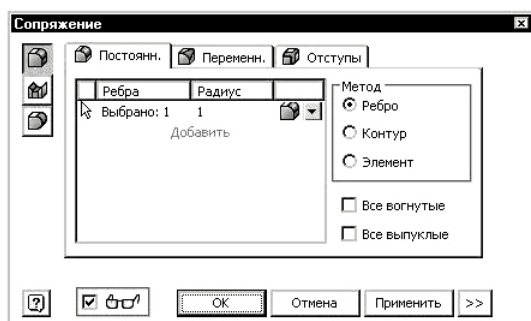 Сопряжение
Постоянн. Переменн. Отступы
Ребра Радиус
Выбрано: 1 1
Добавить
Метод
Ребро
Контур
Элемент
Все вогнутые
Все выпуклые
OK Отмена Применить >>